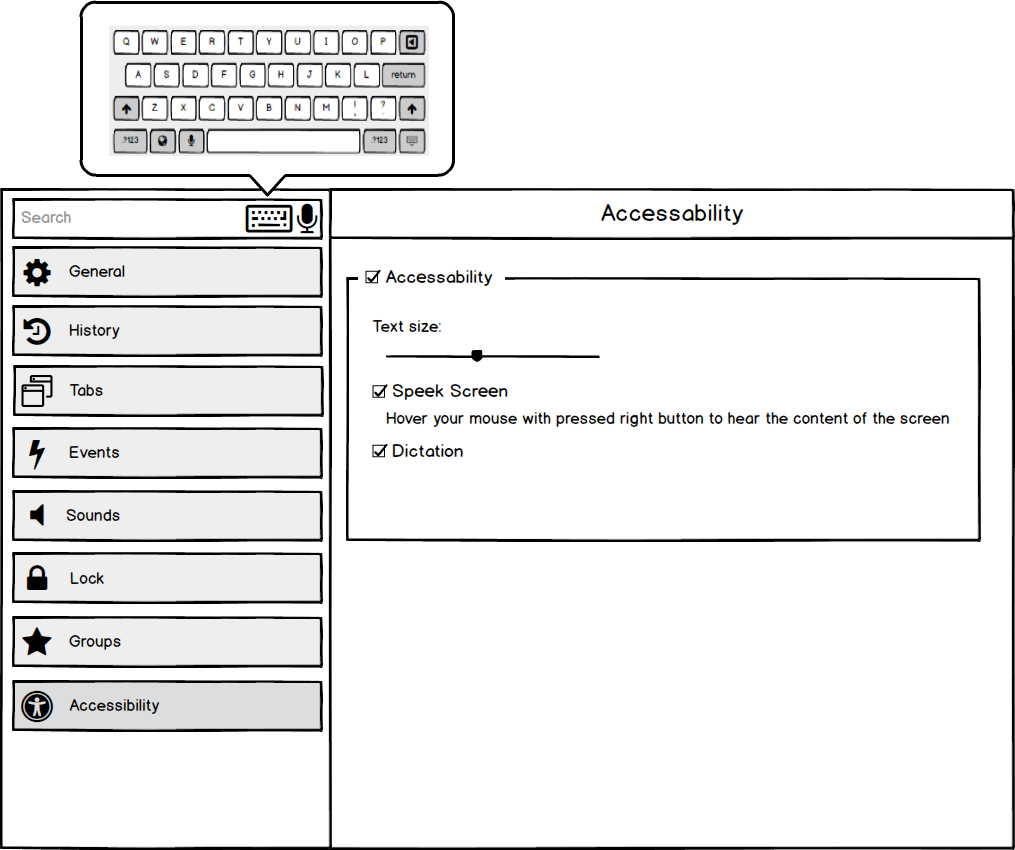 Q W E R T Y U I O P
A S D F G H J K L return
Z X C V B N M ! , ? .
.?123 .?123
Search
Accessability
General
History
Tabs
Events
Sounds
Lock
Groups
Accessibility
Accessability
Text size:
Speek Screen
Hover your mouse with pressed right button to hear the content of the screen
Dictation